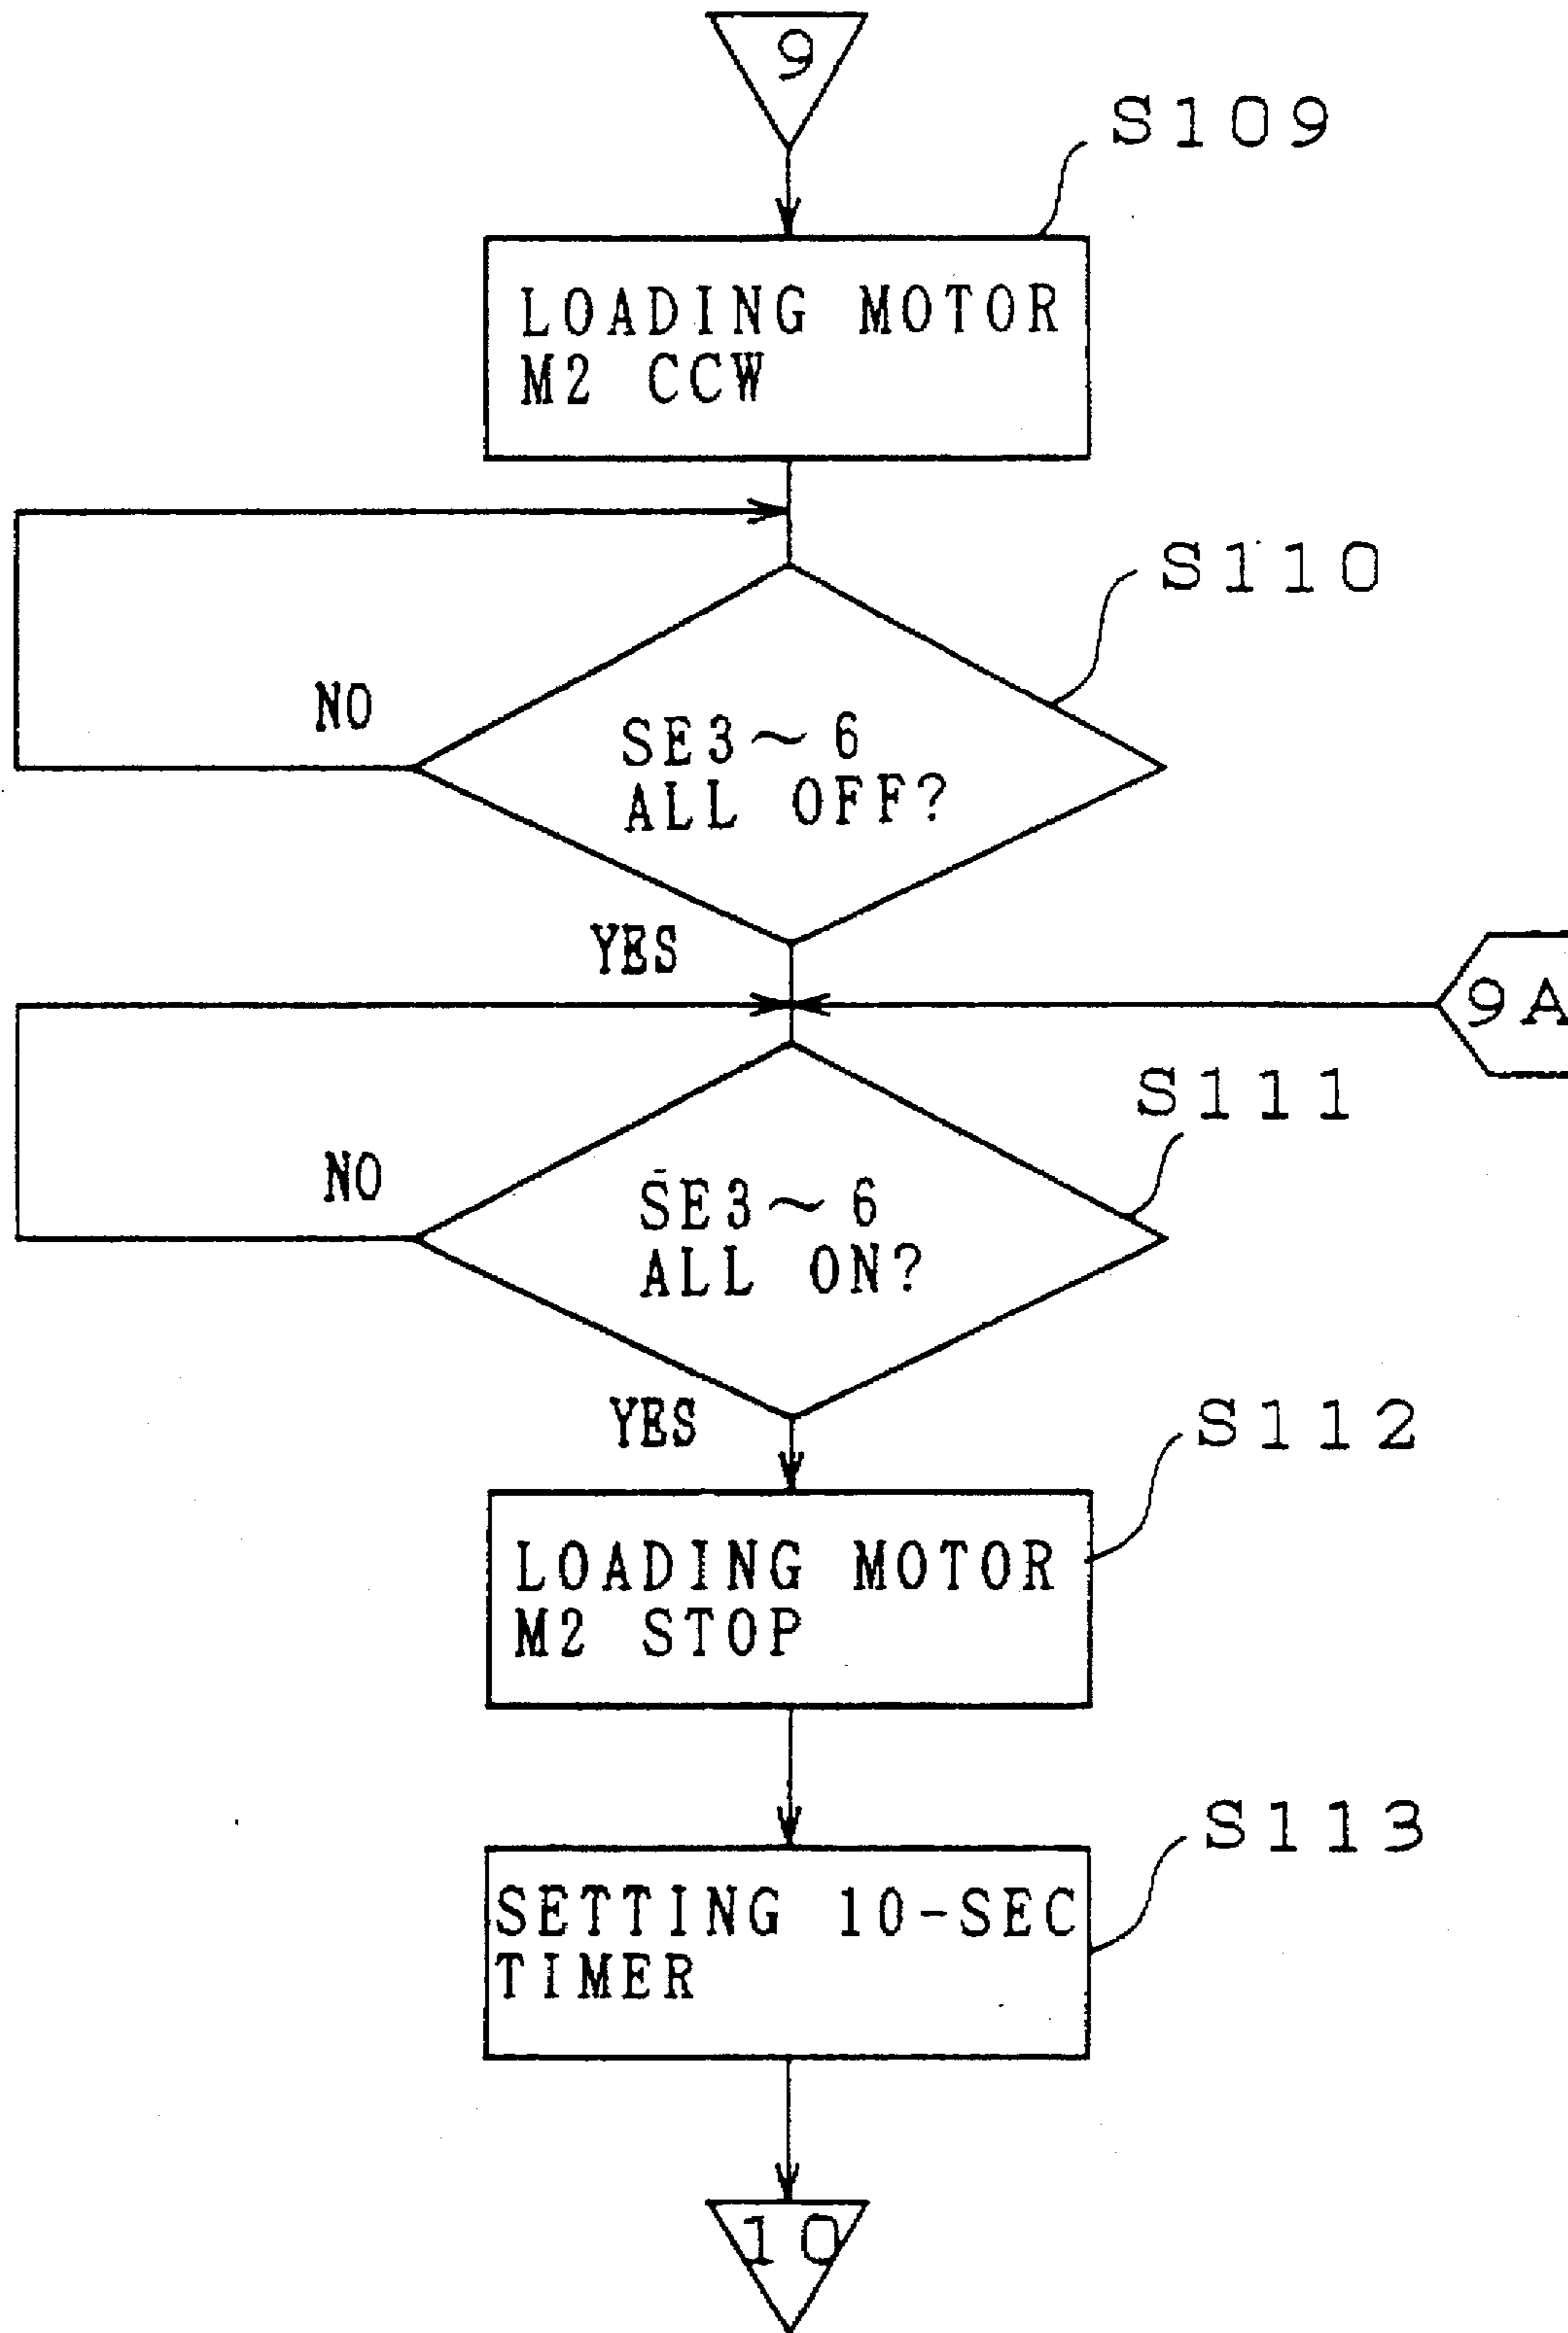 9
S109
LOADING MOTOR
M2 CCW
S110
NO
SE3～6
ALL OFF?
YES
9A
S111
NO
SE3～6
ALL ON?
YES
S112
LOADING MOTOR
M2 STOP
S113
SETTING 10-SEC
TIMER
10